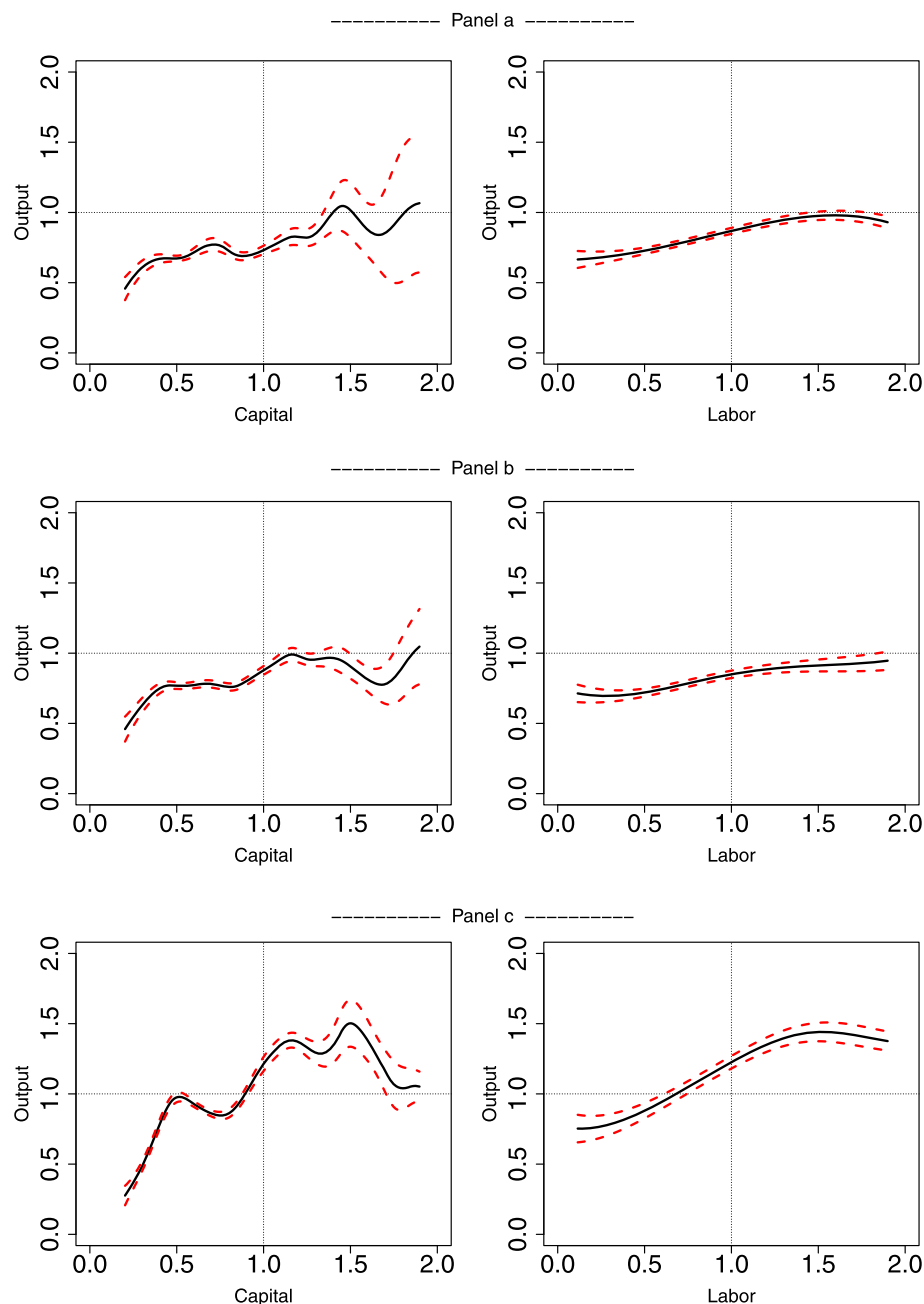 –––––––––– Panel a ––––––––––
Output
0.0 0.5 1.0 1.5 2.0
0.0 0.5 1.0 1.5 2.0
Capital
Output
0.0 0.5 1.0 1.5 2.0
0.0 0.5 1.0 1.5 2.0
Labor
–––––––––– Panel b ––––––––––
Output
0.0 0.5 1.0 1.5 2.0
0.0 0.5 1.0 1.5 2.0
Capital
Output
0.0 0.5 1.0 1.5 2.0
0.0 0.5 1.0 1.5 2.0
Labor
–––––––––– Panel c ––––––––––
Output
0.0 0.5 1.0 1.5 2.0
0.0 0.5 1.0 1.5 2.0
Capital
Output
0.0 0.5 1.0 1.5 2.0
0.0 0.5 1.0 1.5 2.0
Labor